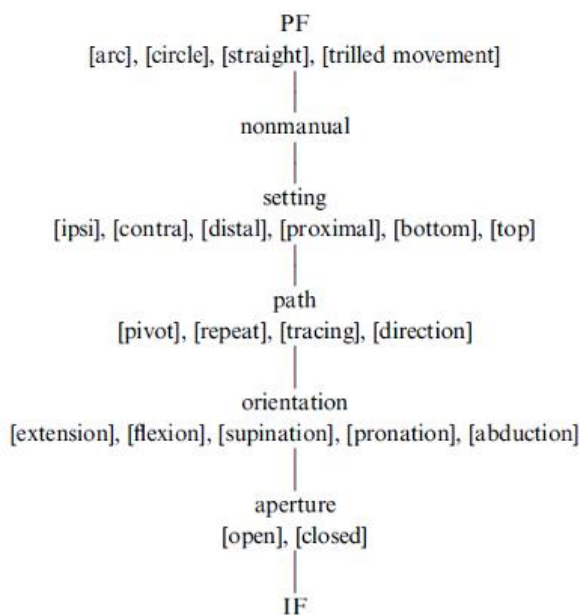 PF
[arc], [circle], [straight], [trilled movement]
nonmanual
setting
[ipsi], [contra], [distal], [proximal], [bottom], [top]
path
[pivot], [repeat], [tracing], [direction]
orientation
[extension], [flexion], [supination], [pronation], [abduction]
aperture
[open], [closed]
IF